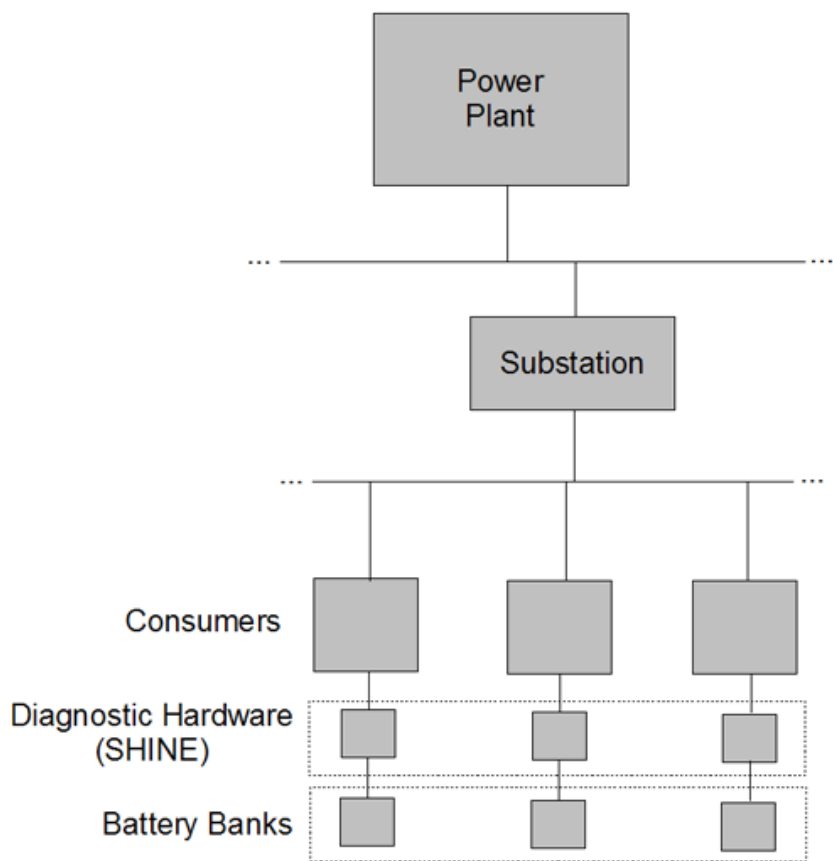 Power
Plant
...
...
Substation
...
...
Consumers
Diagnostic Hardware
(SHINE)
Battery Banks